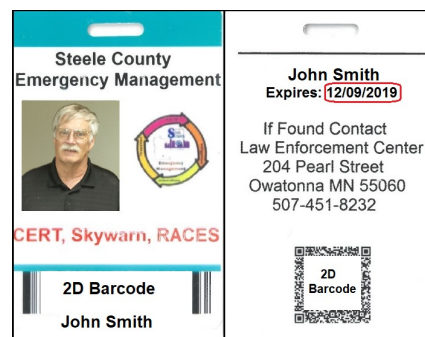 Steele County
Emergency Management
CERT, Skywarn, RACES
2D Barcode
John Smith
John Smith
Expires: 12/09/2019
If Found Contact
Law Enforcement Center
204 Pearl Street
Owatonna MN 55060
507-451-8232
2D
Barcode